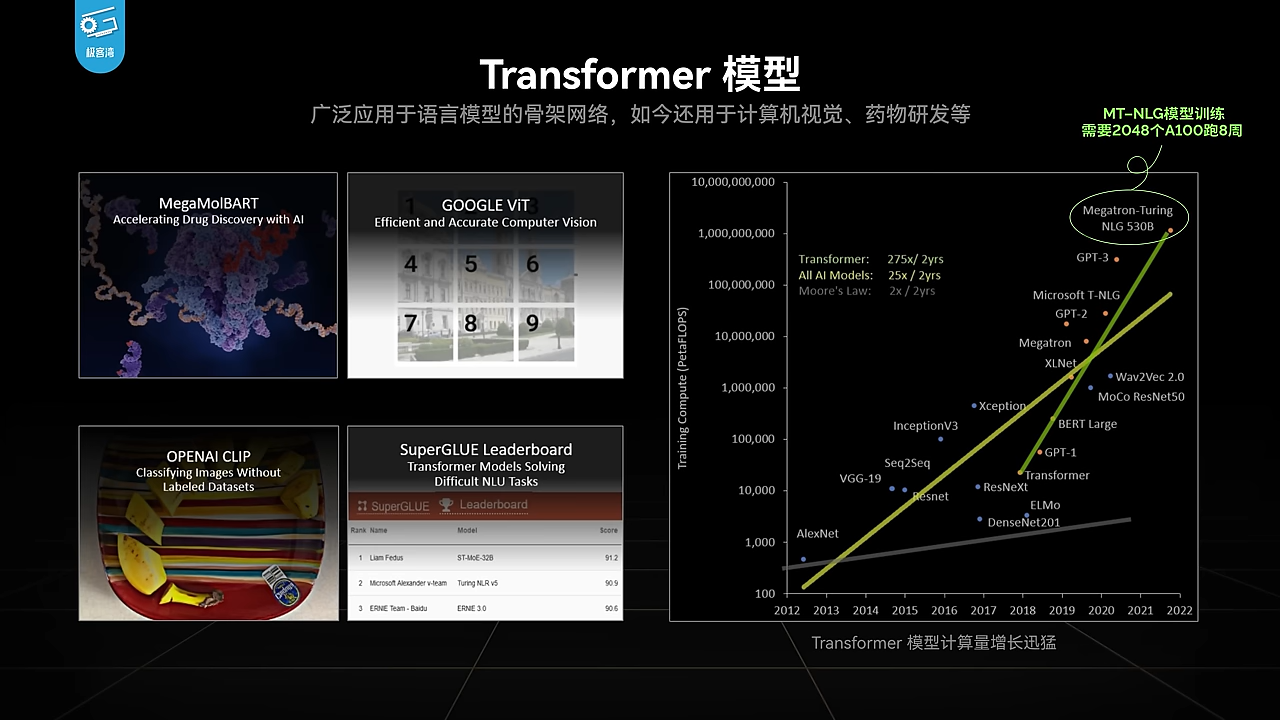 极客湾
Transformer 模型
广泛应用于语言模型的骨架网络，如今还用于计算机视觉、药物研发等
MT-NLG模型训练
需要2048个A100跑8周
MegaMolBART
Accelerating Drug Discovery with AI
GOOGLE ViT
Efficient and Accurate Computer Vision
1
3
4 5 6
7 8 9
OPENAI CLIP
Classifying Images Without
Labeled Datasets
SuperGLUE Leaderboard
Transformer Models Solving
Difficult NLU Tasks
SuperGLUE Leaderboard
Rank Name Model Score
1 Liam Fedus ST-MoE-32B 91.2
2 Microsoft Alexander v-team Turing NLR v5 90.9
3 ERNIE Team - Baidu ERNIE 3.0 90.6
Training Compute (PetaFLOPS)
10,000,000,000
1,000,000,000
100,000,000
10,000,000
1,000,000
100,000
10,000
1,000
100
Transformer: 275x/ 2yrs
All AI Models: 25x / 2yrs
Moore's Law: 2x / 2yrs
Megatron-Turing
NLG 530B
GPT-3
Microsoft T-NLG
GPT-2
Megatron
XLNet
Wav2Vec 2.0
MoCo ResNet50
Xception
InceptionV3
BERT Large
GPT-1
Seq2Seq
VGG-19
Resnet
Transformer
ResNeXt
ELMo
DenseNet201
AlexNet
2012 2013 2014 2015 2016 2017 2018 2019 2020 2021 2022
Transformer 模型计算量增长迅猛